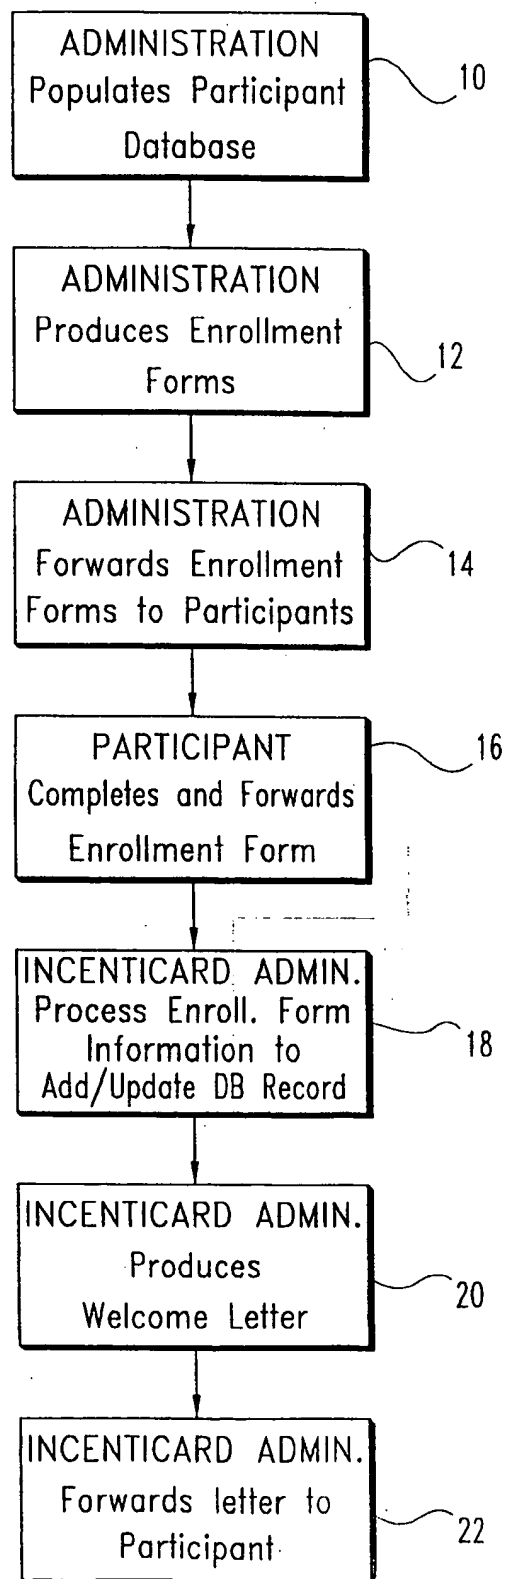 ADMINISTRATION
Populates Participant
Database
10
ADMINISTRATION
Produces Enrollment
Forms
12
ADMINISTRATION
Forwards Enrollment
Forms to Participants
14
PARTICIPANT
Completes and Forwards
Enrollment Form
16
INCENTICARD ADMIN.
Process Enroll. Form
Information to
Add/Update DB Record
18
INCENTICARD ADMIN.
Produces
Welcome Letter
20
INCENTICARD ADMIN.
Forwards letter to
Participant
22